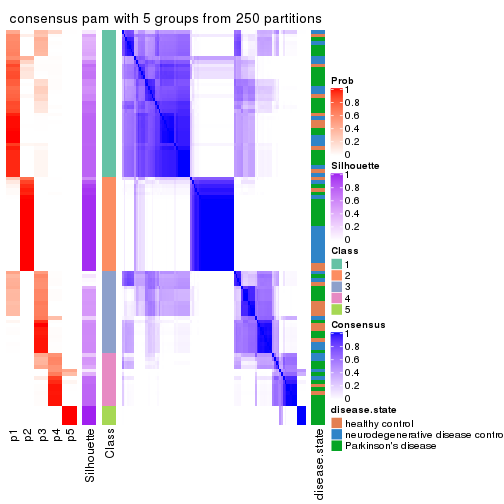 consensus pam with 5 groups from 250 partitions
Prob
1
0.8
0.6
0.4
0.2
0
Silhouette
1
0.8
0.6
0.4
0.2
0
Class
1
2
3
4
5
Consensus
1
0.8
0.6
0.4
0.2
0
disease.state
healthy control
neurodegenerative disease contro
Parkinson's disease
p1
p2
p3
p4
p5
Silhouette
Class
disease.state